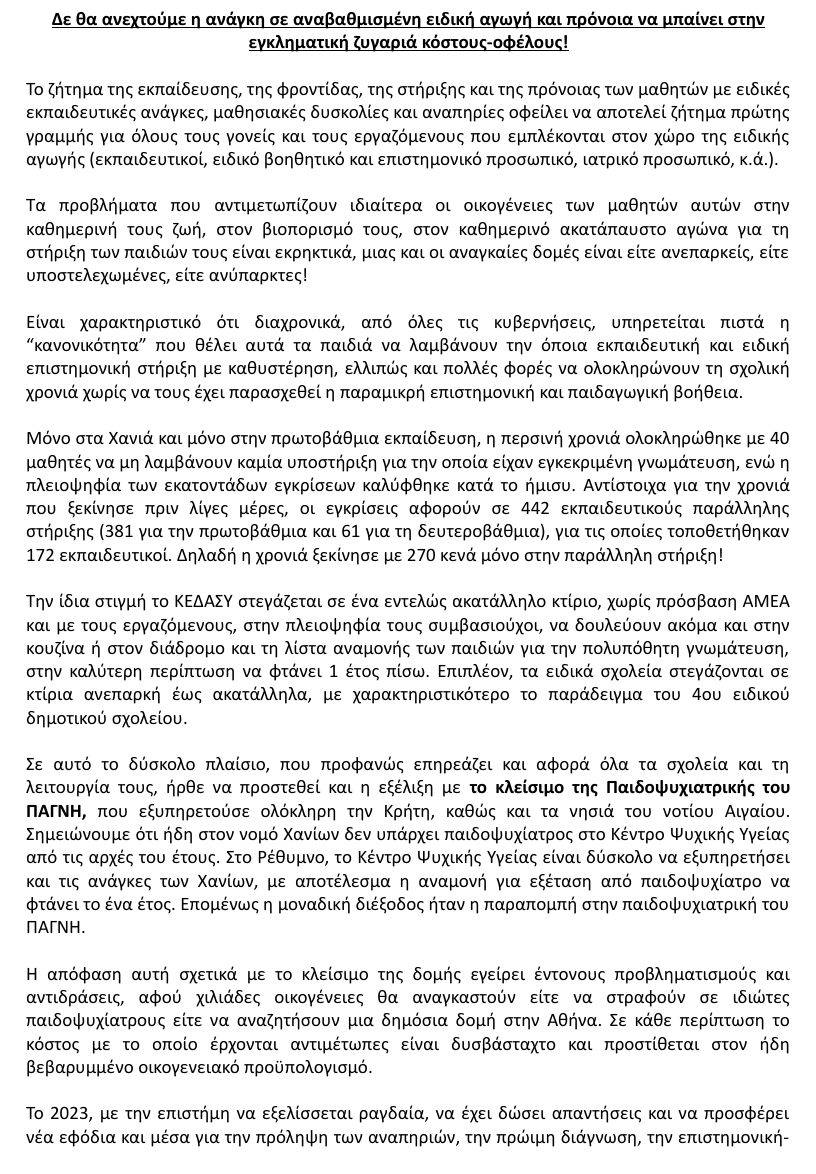 Δε θα ανεχτούμε η ανάγκη σε αναβαθμισμένη ειδική αγωγή και πρόνοια να μπαίνει στην
εγκληματική ζυγαριά κόστους-οφέλους!
Το ζήτημα της εκπαίδευσης, της φροντίδας, της στήριξης και της πρόνοιας των μαθητών με ειδικές
εκπαιδευτικές ανάγκες, μαθησιακές δυσκολίες και αναπηρίες οφείλει να αποτελεί ζήτημα πρώτης
γραμμής για όλους τους γονείς και τους εργαζόμενους που εμπλέκονται στον χώρο της ειδικής
αγωγής (εκπαιδευτικοί, ειδικό βοηθητικό και επιστημονικό προσωπικό, ιατρικό προσωπικό, κ.ά.).
Τα προβλήματα που αντιμετωπίζουν ιδιαίτερα οι οικογένειες των μαθητών αυτών στην
καθημερινή τους ζωή, στον βιοπορισμό τους, στον καθημερινό ακατάπαυστο αγώνα για τη
στήριξη των παιδιών τους είναι εκρηκτικά, μιας και οι αναγκαίες δομές είναι είτε ανεπαρκείς, είτε
υποστελεχωμένες, είτε ανύπαρκτες!
Είναι χαρακτηριστικό ότι διαχρονικά, από όλες τις κυβερνήσεις, υπηρετείται πιστά η
“κανονικότητα” που θέλει αυτά τα παιδιά να λαμβάνουν την όποια εκπαιδευτική και ειδική
επιστημονική στήριξη με καθυστέρηση, ελλιπώς και πολλές φορές να ολοκληρώνουν τη σχολική
χρονιά χωρίς να τους έχει παρασχεθεί η παραμικρή επιστημονική και παιδαγωγική βοήθεια.
Μόνο στα Χανιά και μόνο στην πρωτοβάθμια εκπαίδευση, η περσινή χρονιά ολοκληρώθηκε με 40
μαθητές να μη λαμβάνουν καμία υποστήριξη για την οποία είχαν εγκεκριμένη γνωμάτευση, ενώ η
πλειοψηφία των εκατοντάδων εγκρίσεων καλύφθηκε κατά το ήμισυ. Αντίστοιχα για την χρονιά
που ξεκίνησε πριν λίγες μέρες, οι εγκρίσεις αφορούν σε 442 εκπαιδευτικούς παράλληλης
στήριξης (381 για την πρωτοβάθμια και 61 για τη δευτεροβάθμια), για τις οποίες τοποθετήθηκαν
172 εκπαιδευτικοί. Δηλαδή η χρονιά ξεκίνησε με 270 κενά μόνο στην παράλληλη στήριξη!
Την ίδια στιγμή το ΚΕΔΑΣΥ στεγάζεται σε ένα εντελώς ακατάλληλο κτίριο, χωρίς πρόσβαση ΑΜΕΑ
και με τους εργαζόμενους, στην πλειοψηφία τους συμβασιούχοι, να δουλεύουν ακόμα και στην
κουζίνα ή στον διάδρομο και τη λίστα αναμονής των παιδιών για την πολυπόθητη γνωμάτευση,
στην καλύτερη περίπτωση να φτάνει 1 έτος πίσω. Επιπλέον, τα ειδικά σχολεία στεγάζονται σε
κτίρια ανεπαρκή έως ακατάλληλα, με χαρακτηριστικότερο το παράδειγμα του 4ου ειδικού
δημοτικού σχολείου.
Σε αυτό το δύσκολο πλαίσιο, που προφανώς επηρεάζει και αφορά όλα τα σχολεία και τη
λειτουργία τους, ήρθε να προστεθεί και η εξέλιξη με το κλείσιμο της Παιδοψυχιατρικής του
ΠΑΓΝΗ, που εξυπηρετούσε ολόκληρη την Κρήτη, καθώς και τα νησιά του νοτίου Αιγαίου.
Σημειώνουμε ότι ήδη στον νομό Χανίων δεν υπάρχει παιδοψυχίατρος στο Κέντρο Ψυχικής Υγείας
από τις αρχές του έτους. Στο Ρέθυμνο, το Κέντρο Ψυχικής Υγείας είναι δύσκολο να εξυπηρετήσει
και τις ανάγκες των Χανίων, με αποτέλεσμα η αναμονή για εξέταση από παιδοψυχίατρο να
φτάνει το ένα έτος. Επομένως η μοναδική διέξοδος ήταν η παραπομπή στην παιδοψυχιατρική του
ΠΑΓΝΗ.
Η απόφαση αυτή σχετικά με το κλείσιμο της δομής εγείρει έντονους προβληματισμούς και
αντιδράσεις, αφού χιλιάδες οικογένειες θα αναγκαστούν είτε να στραφούν σε ιδιώτες
παιδοψυχίατρους είτε να αναζητήσουν μια δημόσια δομή στην Αθήνα. Σε κάθε περίπτωση το
κόστος με το οποίο έρχονται αντιμέτωπες είναι δυσβάσταχτο και προστίθεται στον ήδη
βεβαρυμμένο οικογενειακό προϋπολογισμό.
Το 2023, με την επιστήμη να εξελίσσεται ραγδαία, να έχει δώσει απαντήσεις και να προσφέρει
νέα εφόδια και μέσα για την πρόληψη των αναπηριών, την πρώιμη διάγνωση, την επιστημονική-